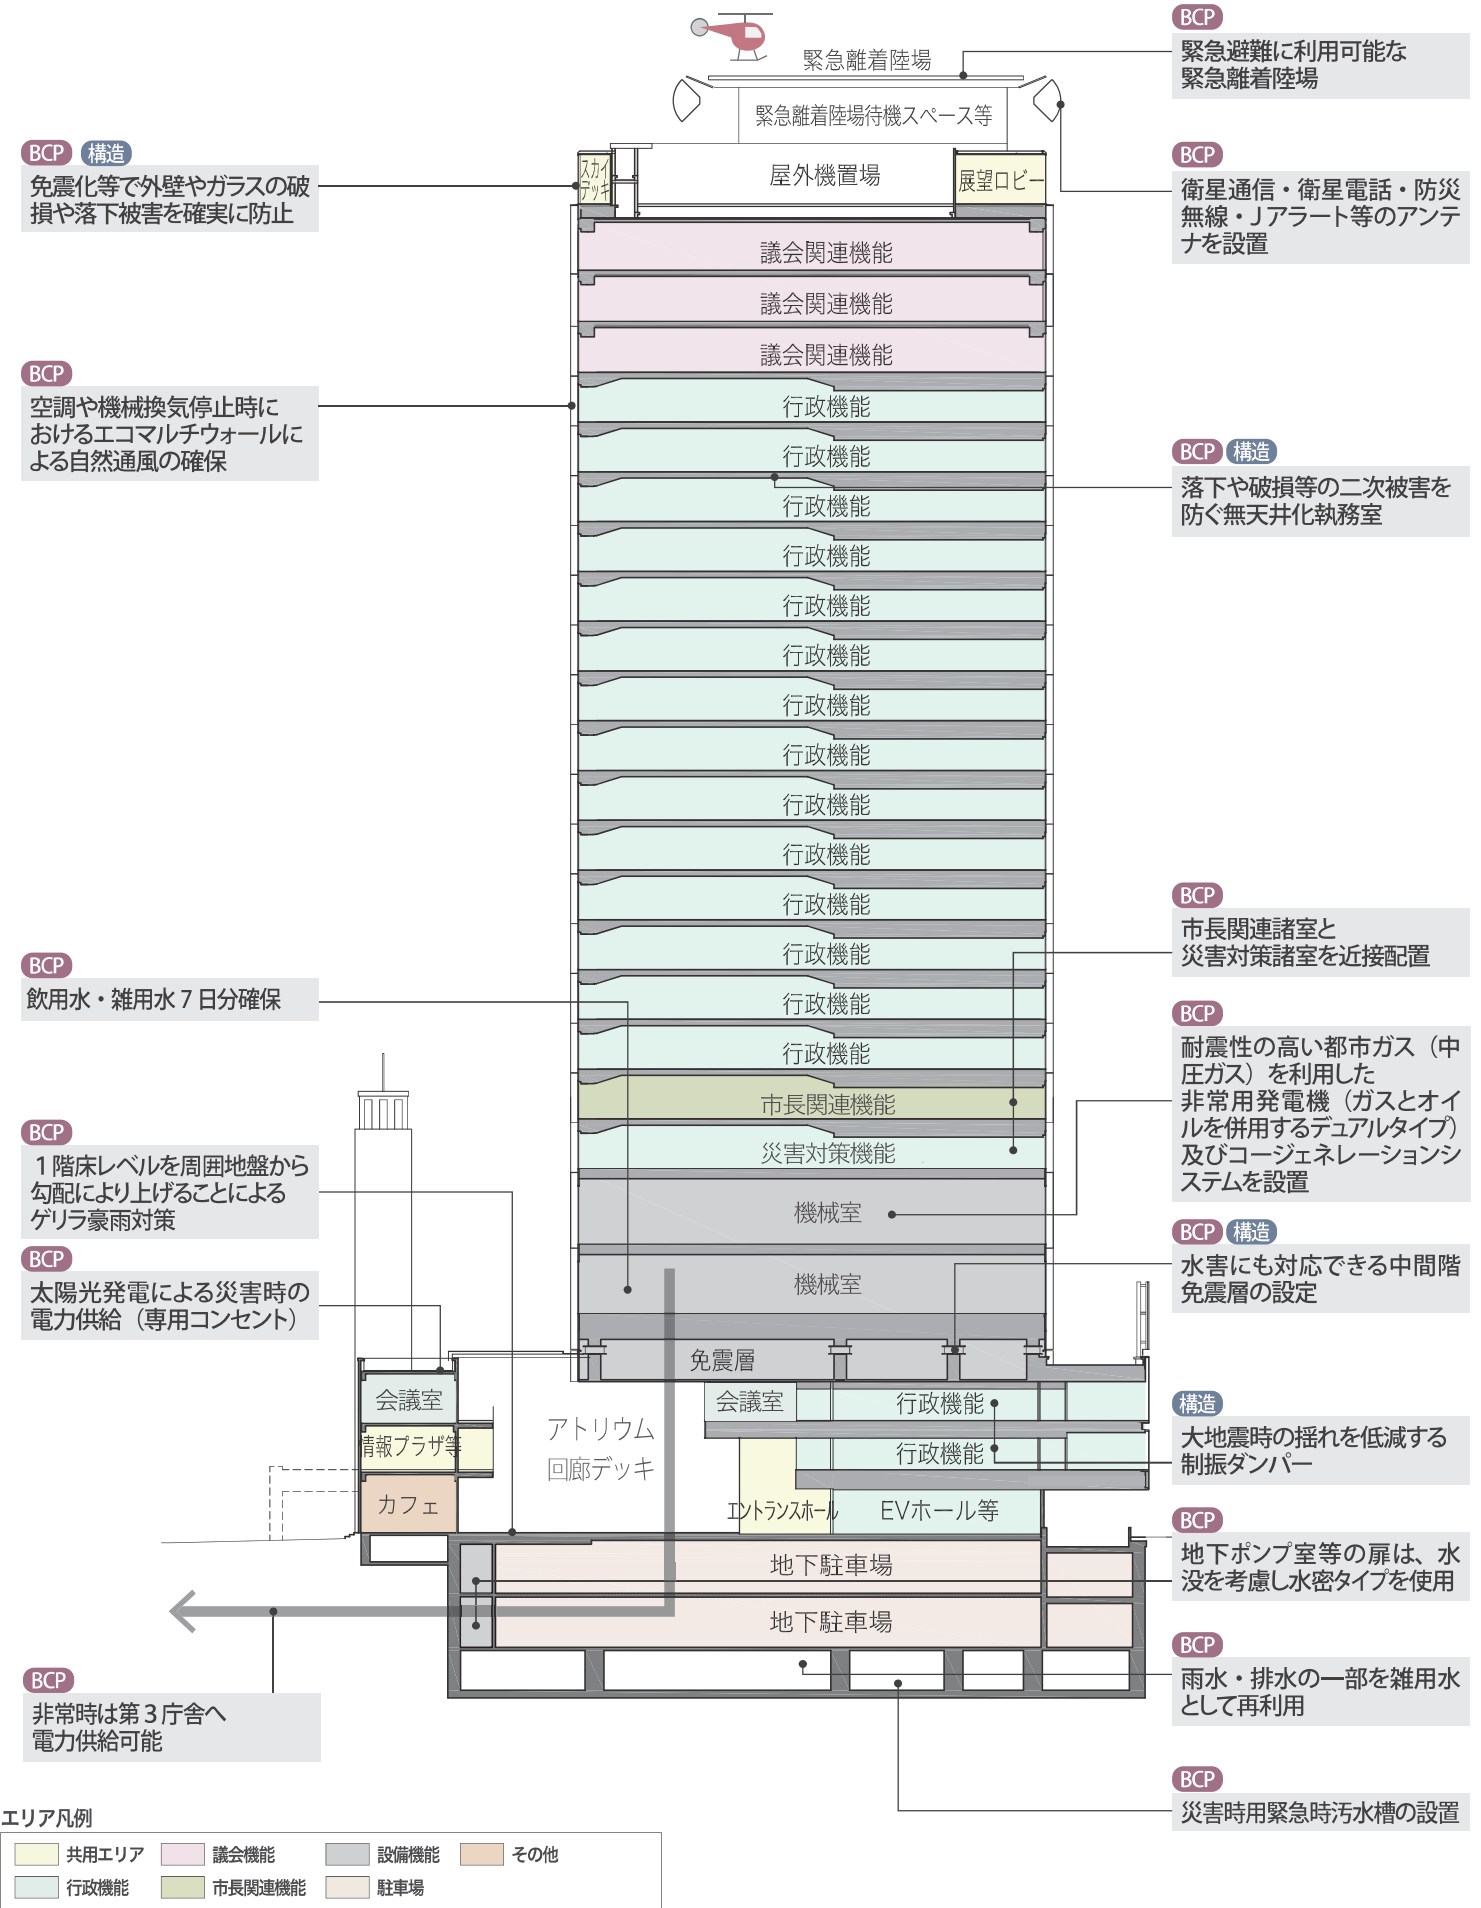 緊急離着陸場
緊急離着陸場待機スペース等
スカイ
デッキ
屋外機置場
展望ロビー
議会関連機能
議会関連機能
議会関連機能
行政機能
行政機能
行政機能
行政機能
行政機能
行政機能
行政機能
行政機能
行政機能
行政機能
行政機能
行政機能
行政機能
行政機能
市長関連機能
災害対策機能
機械室
機械室
免震層
会議室
情報プラザ等
カフェ
アトリウム
回廊デッキ
会議室
行政機能
行政機能
エントランスホール
EVホール等
地下駐車場
地下駐車場
BCP 構造
免震化等で外壁やガラスの破
損や落下被害を確実に防止
BCP
空調や機械換気停止時に
おけるエコマルチウォールに
よる自然通風の確保
BCP
飲用水・雑用水 7 日分確保
BCP
1 階床レベルを周囲地盤から
勾配により上げることによる
ゲリラ豪雨対策
BCP
太陽光発電による災害時の
電力供給（専用コンセント）
BCP
非常時は第 3 庁舎へ
電力供給可能
BCP
緊急避難に利用可能な
緊急離着陸場
BCP
衛星通信・衛星電話・防災
無線・Jアラート等のアンテ
ナを設置
BCP 構造
落下や破損等の二次被害を
防ぐ無天井化執務室
BCP
市長関連諸室と
災害対策諸室を近接配置
BCP
耐震性の高い都市ガス（中
圧ガス）を利用した
非常用発電機（ガスとオイ
ルを併用するデュアルタイプ）
及びコージェネレーションシ
ステムを設置
BCP 構造
水害にも対応できる中間階
免震層の設定
構造
大地震時の揺れを低減する
制振ダンパー
BCP
地下ポンプ室等の扉は、水
没を考慮し水密タイプを使用
BCP
雨水・排水の一部を雑用水
として再利用
BCP
災害時用緊急時汚水槽の設置
エリア凡例
共用エリア 議会機能 設備機能 その他
行政機能 市長関連機能 駐車場